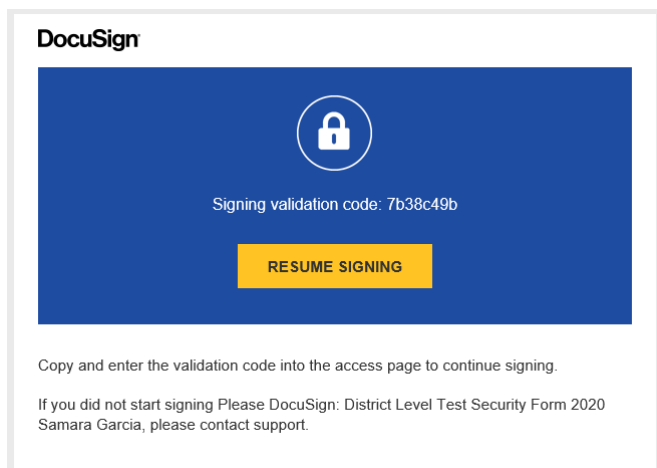 DocuSign
Signing validation code: 7b38c49b
RESUME SIGNING
Copy and enter the validation code into the access page to continue signing.
If you did not start signing Please DocuSign: District Level Test Security Form 2020
Samara Garcia, please contact support.